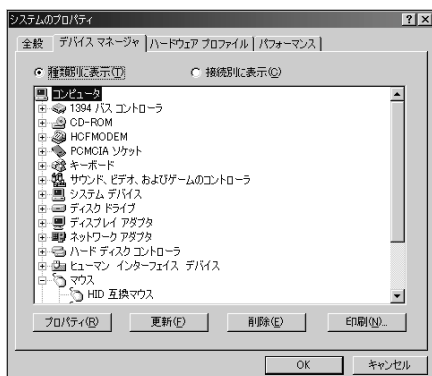 システムのプロパティ
全般 デバイス マネージャ ハードウェア プロファイル パフォーマンス
種類別に表示(T) 接続別に表示(C)
コンピュータ
1394 バス コントローラ
CD-ROM
HCFMODEM
PCMCIA ソケット
キーボード
サウンド、ビデオ、およびゲームのコントローラ
システム デバイス
ディスク ドライブ
ディスプレイ アダプタ
ネットワーク アダプタ
ハード ディスク コントローラ
ヒューマン インターフェイス デバイス
マウス
HID 互換マウス
プロパティ(R) 更新(F) 削除(E) 印刷(N)...
OK キャンセル